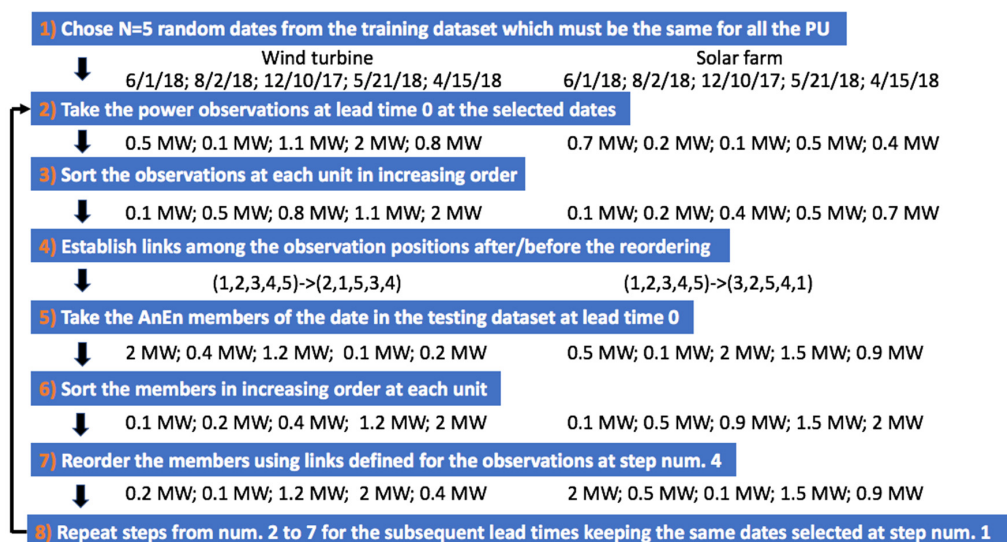 1) Chose N=5 random dates from the training dataset which must be the same for all the PU
Wind turbine Solar farm
6/1/18; 8/2/18; 12/10/17; 5/21/18; 4/15/18 6/1/18; 8/2/18; 12/10/17; 5/21/18; 4/15/18
2) Take the power observations at lead time 0 at the selected dates
0.5 MW; 0.1 MW; 1.1 MW; 2 MW; 0.8 MW 0.7 MW; 0.2 MW; 0.1 MW; 0.5 MW; 0.4 MW
3) Sort the observations at each unit in increasing order
0.1 MW; 0.5 MW; 0.8 MW; 1.1 MW; 2 MW 0.1 MW; 0.2 MW; 0.4 MW; 0.5 MW; 0.7 MW
4) Establish links among the observation positions after/before the reordering
(1,2,3,4,5)->(2,1,5,3,4) (1,2,3,4,5)->(3,2,5,4,1)
5) Take the AnEn members of the date in the testing dataset at lead time 0
2 MW; 0.4 MW; 1.2 MW; 0.1 MW; 0.2 MW 0.5 MW; 0.1 MW; 2 MW; 1.5 MW; 0.9 MW
6) Sort the members in increasing order at each unit
0.1 MW; 0.2 MW; 0.4 MW; 1.2 MW; 2 MW 0.1 MW; 0.5 MW; 0.9 MW; 1.5 MW; 2 MW
7) Reorder the members using links defined for the observations at step num. 4
0.2 MW; 0.1 MW; 1.2 MW; 2 MW; 0.4 MW 2 MW; 0.5 MW; 0.1 MW; 1.5 MW; 0.9 MW
8) Repeat steps from num. 2 to 7 for the subsequent lead times keeping the same dates selected at step num. 1